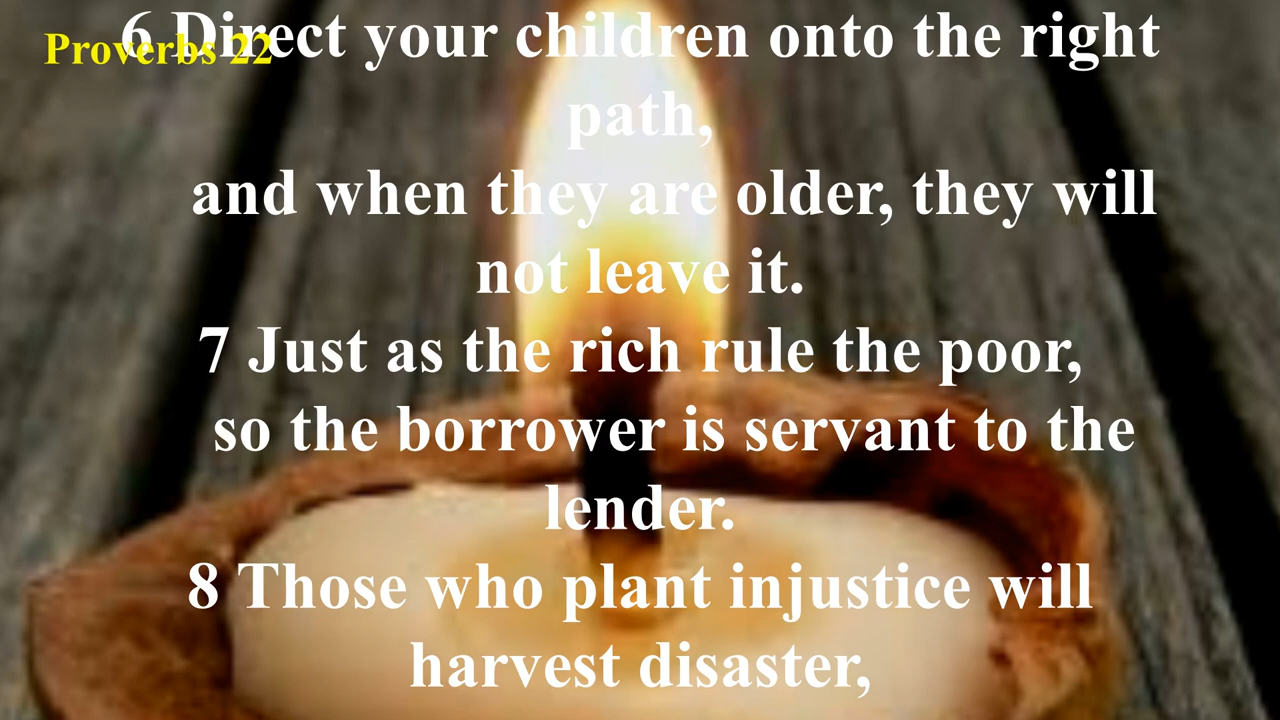 Proverbs 22
6 Direct your children onto the right
path,
and when they are older, they will
not leave it.
7 Just as the rich rule the poor,
so the borrower is servant to the
lender.
8 Those who plant injustice will
harvest disaster,